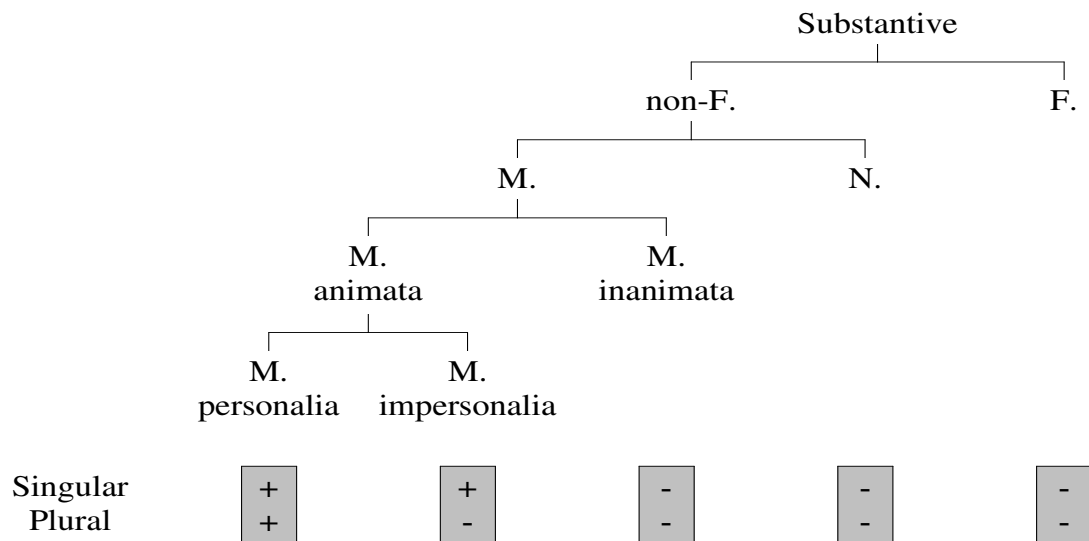 Substantive
non-F. F.
M. N.
M. M.
animata inanimata
M. M.
personalia impersonalia
Singular + + - - -
Plural + - - - -